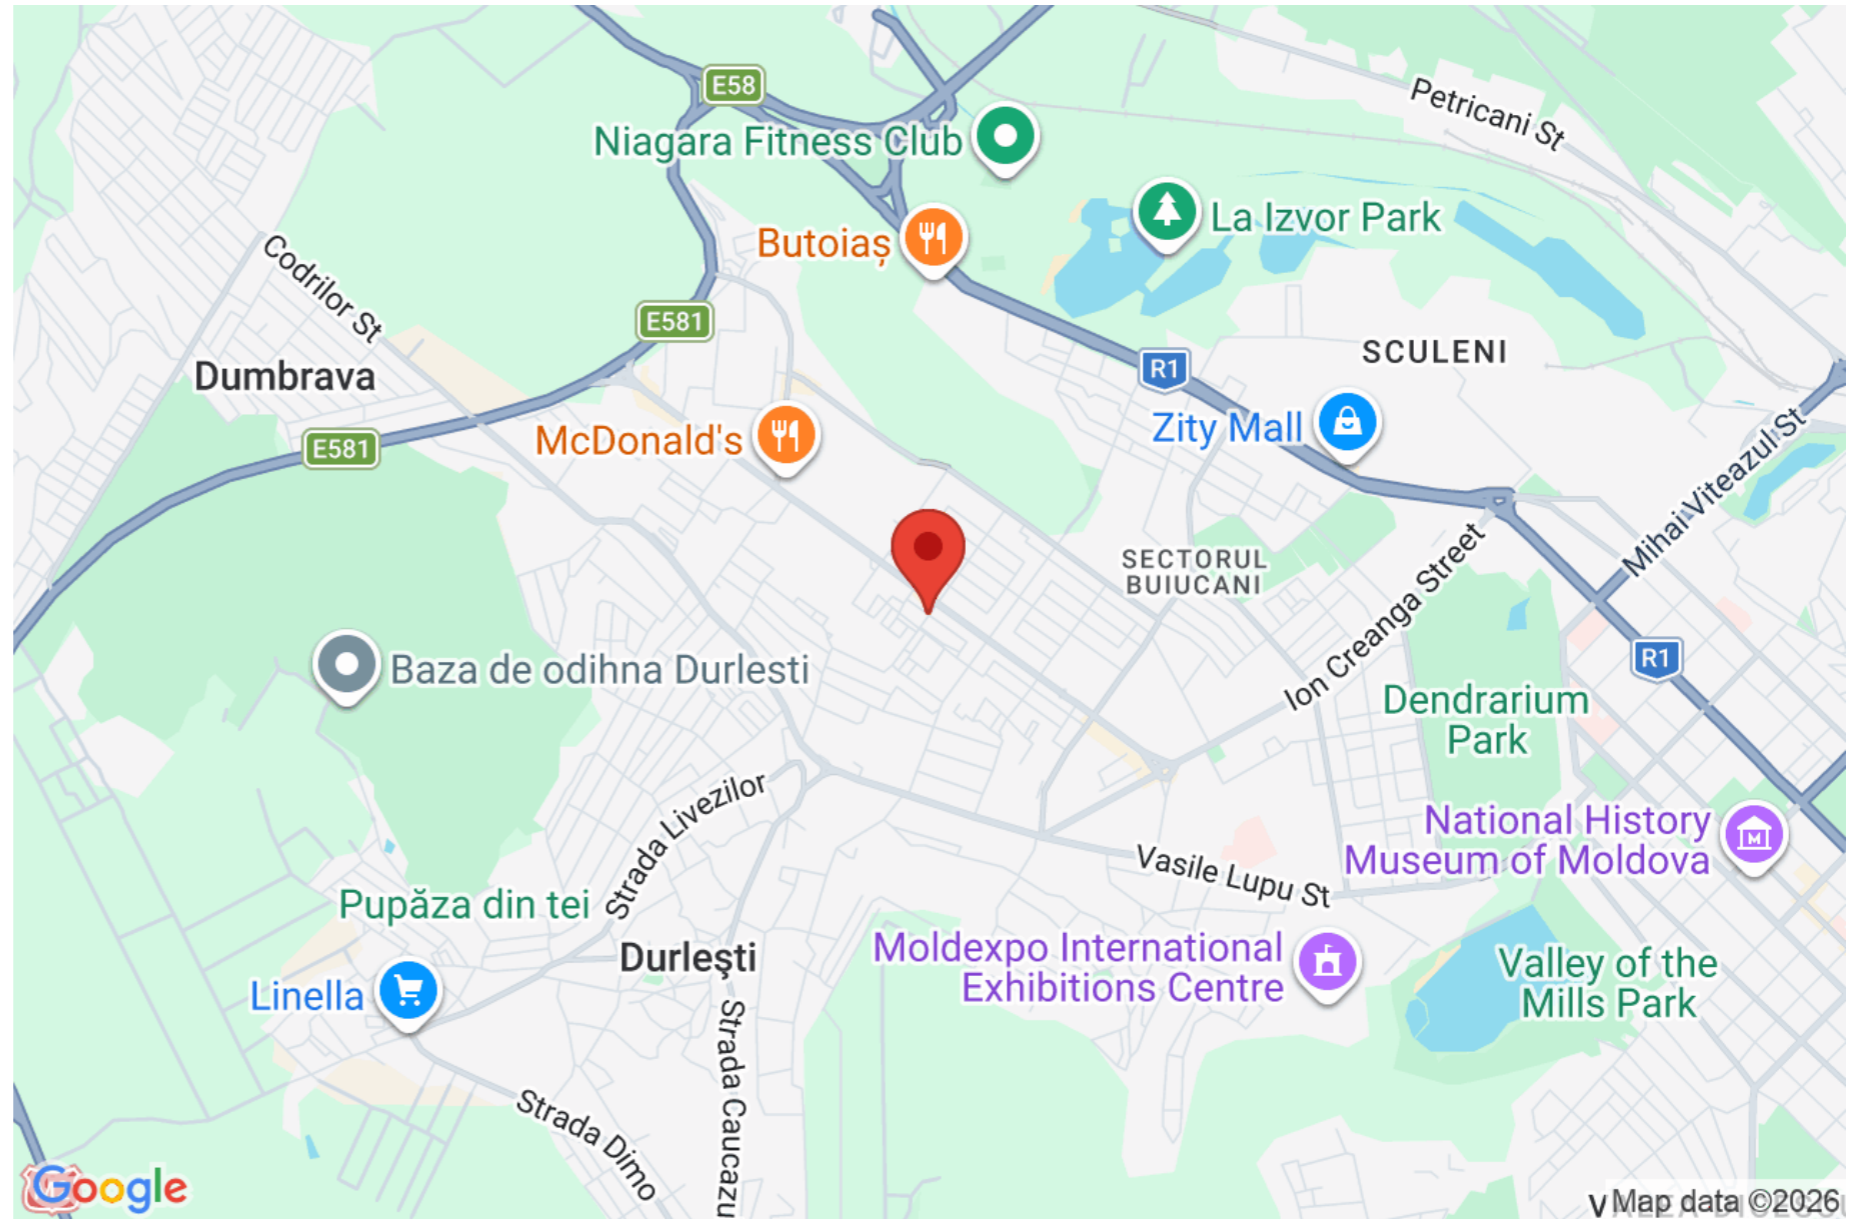 E58
Petricani St
Niagara Fitness Club
La Izvor Park
Butoiaș
Codrilor St
E581
SCULENI
Dumbrava
R1
Zity Mall
McDonald's
E581
Mihai Viteazul St
SECTORUL
BUIUCANI
Ion Creanga Street
R1
Baza de odihna Durlesti
Dendrarium
Park
Strada Livezilor
National History
Museum of Moldova
Vasile Lupu St
Pupăza din tei
Durleşti
Moldexpo International
Exhibitions Centre
Valley of the
Mills Park
Linella
Strada Caucazu
Strada Dimo
Google
Map data ©2026